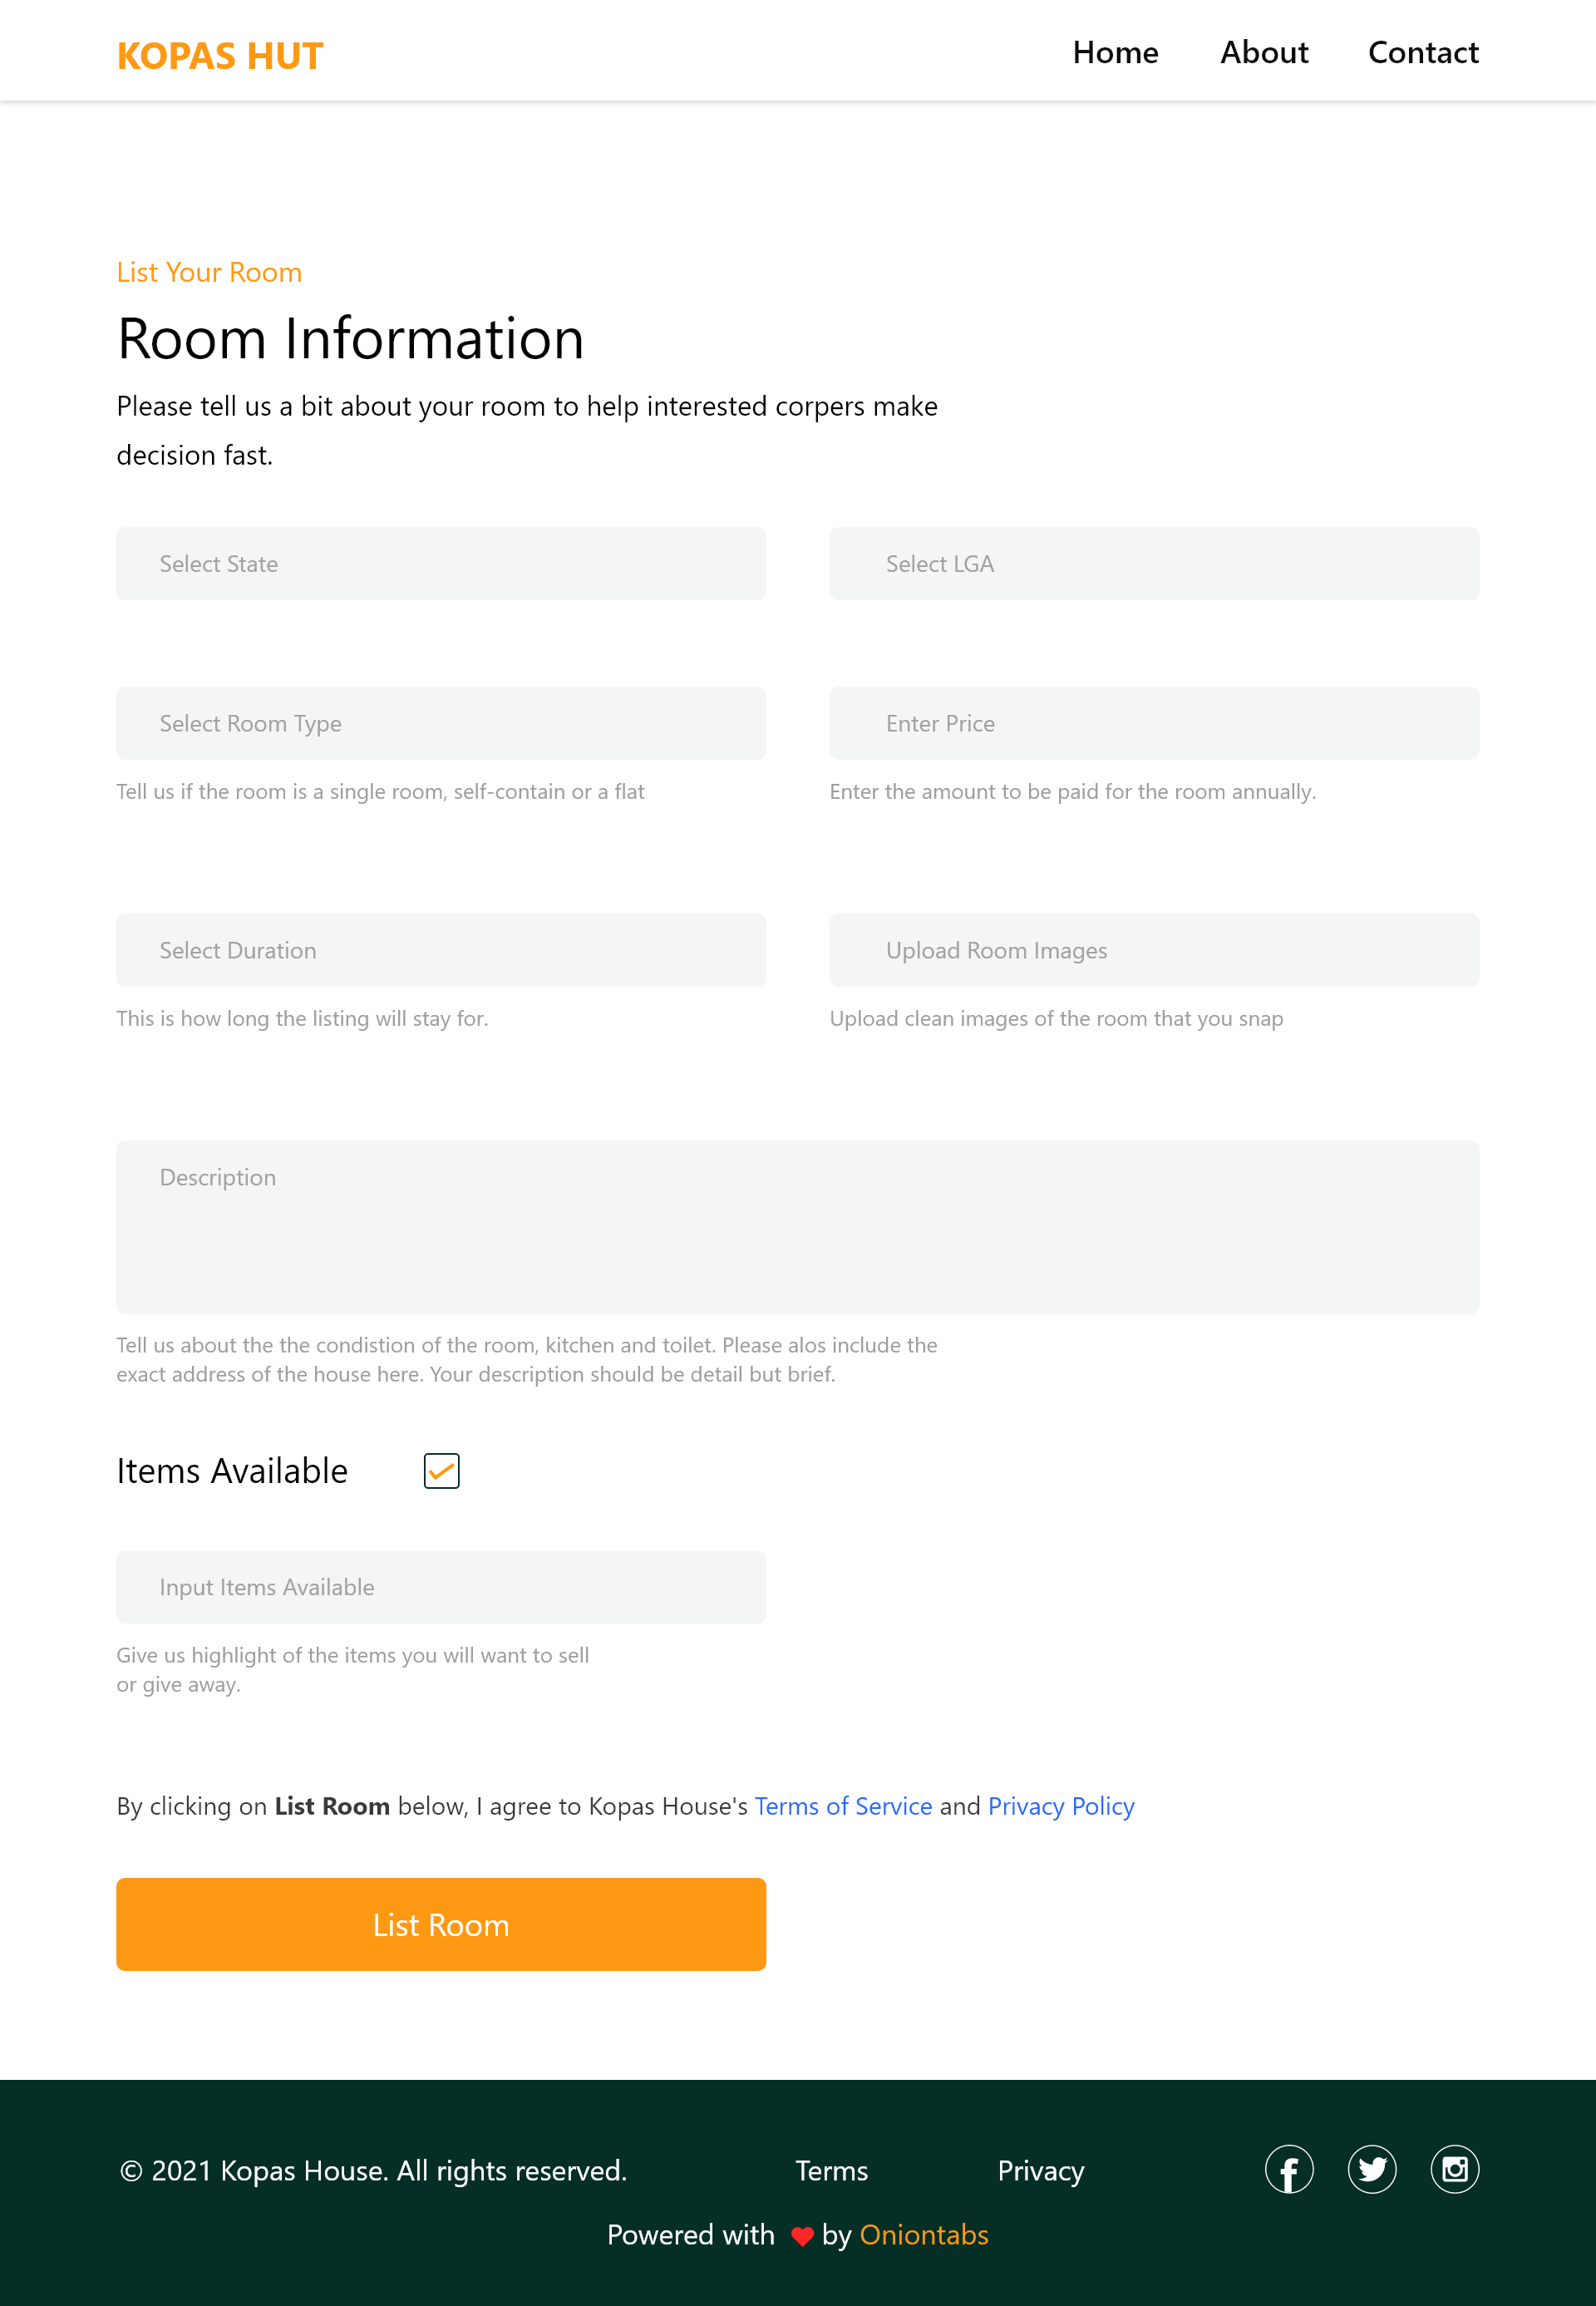 KOPAS HUT
Home About Contact
List Your Room
Room Information
Please tell us a bit about your room to help interested corpers make
decision fast.
Select State
Select LGA
Select Room Type
Enter Price
Tell us if the room is a single room, self-contain or a flat
Enter the amount to be paid for the room annually.
Select Duration
Upload Room Images
This is how long the listing will stay for.
Upload clean images of the room that you snap
Description
Tell us about the the condistion of the room, kitchen and toilet. Please alos include the
exact address of the house here. Your description should be detail but brief.
Items Available
Input Items Available
Give us highlight of the items you will want to sell
or give away.
By clicking on List Room below, I agree to Kopas House's Terms of Service and Privacy Policy
List Room
© 2021 Kopas House. All rights reserved. Terms Privacy
Powered with ❤ by Oniontabs